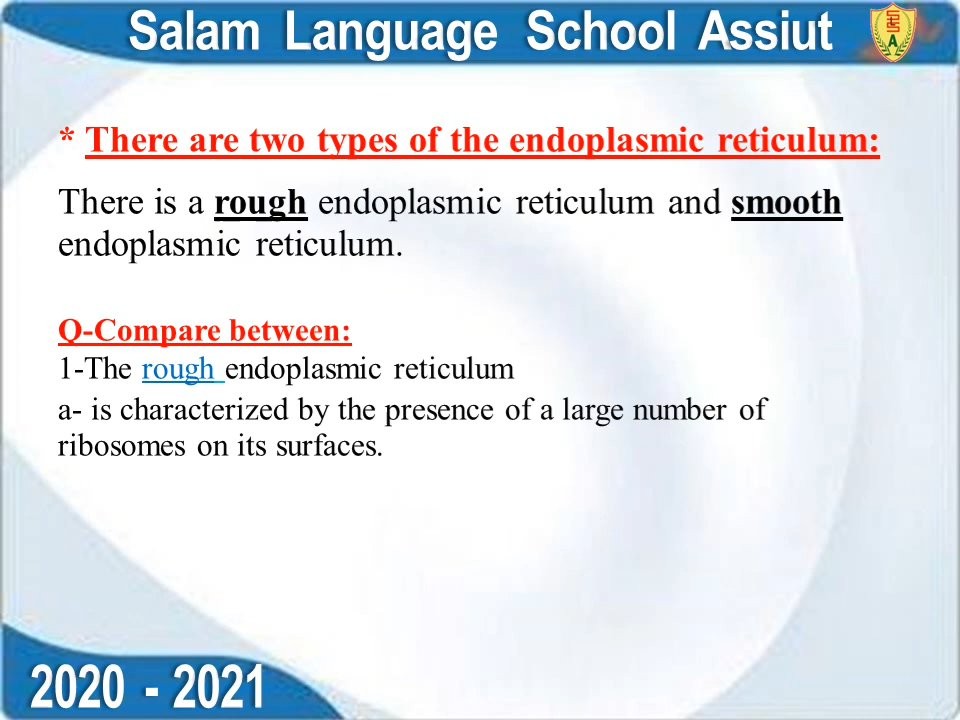 Salam Language School Assiut
* There are two types of the endoplasmic reticulum:
There is a rough endoplasmic reticulum and smooth
endoplasmic reticulum.
Q-Compare between:
1-The rough endoplasmic reticulum
a- is characterized by the presence of a large number of
ribosomes on its surfaces.
2020 - 2021